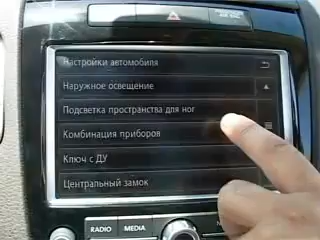 Настройки автомобиля
Наружное освещение
Подсветка пространства для ног
Комбинация приборов
Ключ с ДУ
Центральный замок
RADIO MEDIA